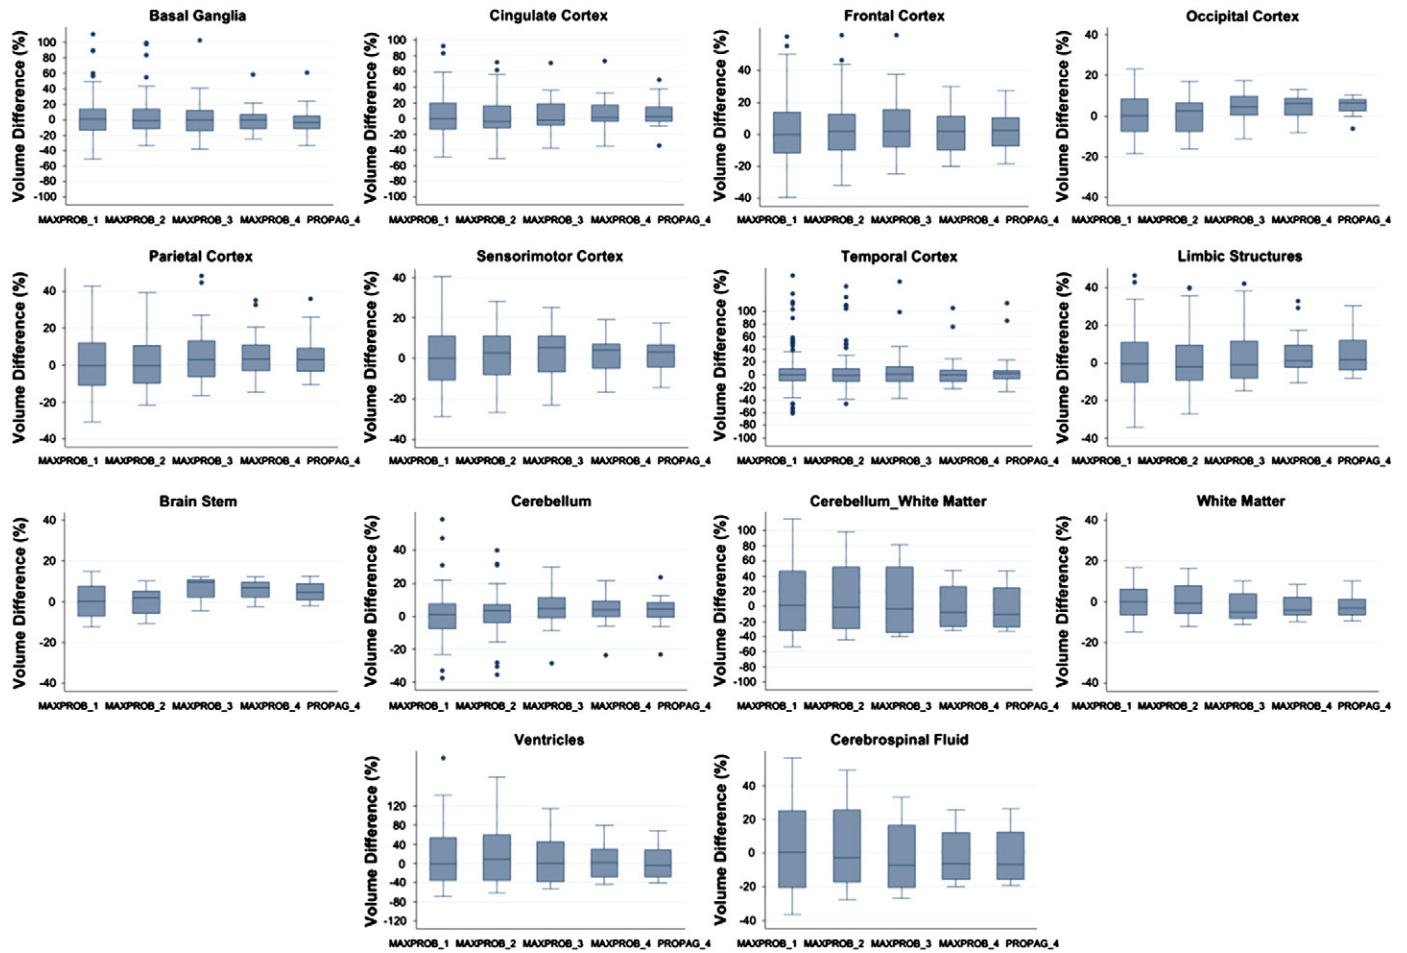 Basal Ganglia
Volume Difference (%)
100
80
60
40
20
0
-20
-40
-60
-80
-100
MAXPROB_1 MAXPROB_2 MAXPROB_3 MAXPROB_4 PROPAG_4
Cingulate Cortex
Volume Difference (%)
100
80
60
40
20
0
-20
-40
-60
-80
-100
MAXPROB_1 MAXPROB_2 MAXPROB_3 MAXPROB_4 PROPAG_4
Frontal Cortex
Volume Difference (%)
40
20
0
-20
-40
MAXPROB_1 MAXPROB_2 MAXPROB_3 MAXPROB_4 PROPAG_4
Occipital Cortex
Volume Difference (%)
40
20
0
-20
-40
MAXPROB_1 MAXPROB_2 MAXPROB_3 MAXPROB_4 PROPAG_4
Parietal Cortex
Volume Difference (%)
40
20
0
-20
-40
MAXPROB_1 MAXPROB_2 MAXPROB_3 MAXPROB_4 PROPAG_4
Sensorimotor Cortex
Volume Difference (%)
40
20
0
-20
-40
MAXPROB_1 MAXPROB_2 MAXPROB_3 MAXPROB_4 PROPAG_4
Temporal Cortex
Volume Difference (%)
100
80
60
40
20
0
-20
-40
-60
-80
-100
MAXPROB_1 MAXPROB_2 MAXPROB_3 MAXPROB_4 PROPAG_4
Limbic Structures
Volume Difference (%)
40
20
0
-20
-40
MAXPROB_1 MAXPROB_2 MAXPROB_3 MAXPROB_4 PROPAG_4
Brain Stem
Volume Difference (%)
40
20
0
-20
-40
MAXPROB_1 MAXPROB_2 MAXPROB_3 MAXPROB_4 PROPAG_4
Cerebellum
Volume Difference (%)
40
20
0
-20
-40
MAXPROB_1 MAXPROB_2 MAXPROB_3 MAXPROB_4 PROPAG_4
Cerebellum_White Matter
Volume Difference (%)
100
80
60
40
20
0
-20
-40
-60
-80
-100
MAXPROB_1 MAXPROB_2 MAXPROB_3 MAXPROB_4 PROPAG_4
White Matter
Volume Difference (%)
40
20
0
-20
-40
MAXPROB_1 MAXPROB_2 MAXPROB_3 MAXPROB_4 PROPAG_4
Ventricles
Volume Difference (%)
120
80
40
0
-40
-80
-120
MAXPROB_1 MAXPROB_2 MAXPROB_3 MAXPROB_4 PROPAG_4
Cerebrospinal Fluid
Volume Difference (%)
40
20
0
-20
-40
MAXPROB_1 MAXPROB_2 MAXPROB_3 MAXPROB_4 PROPAG_4